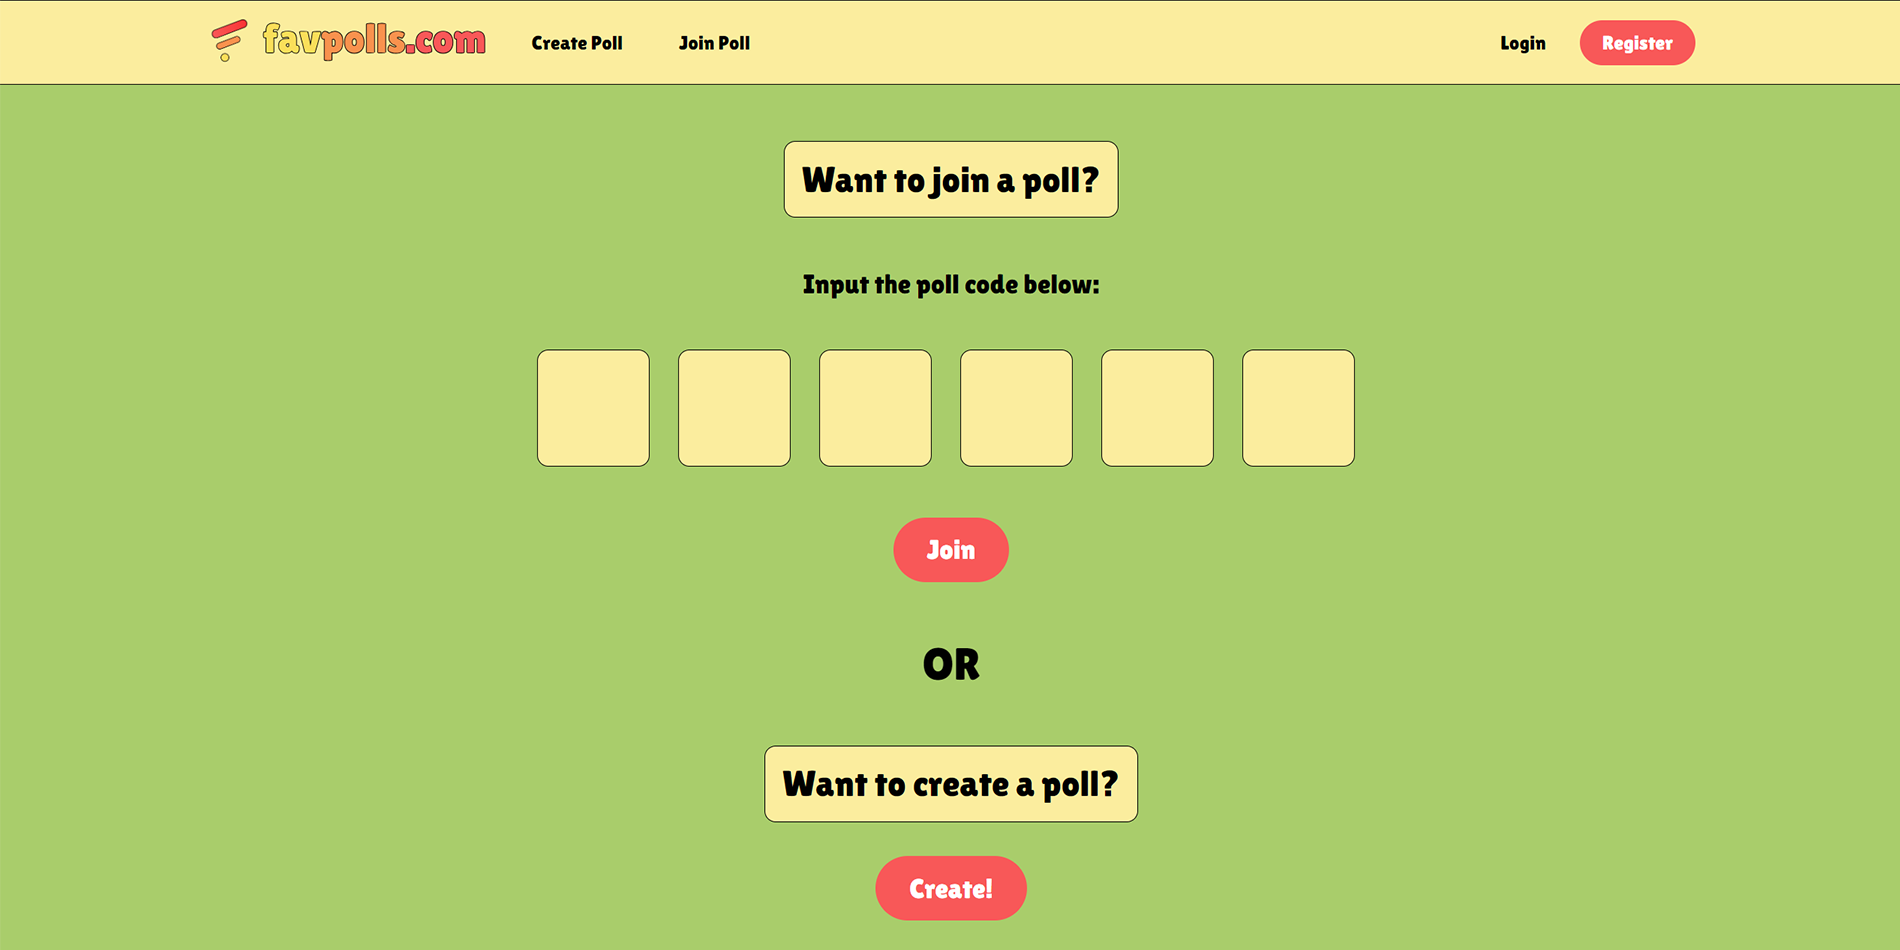 favpolls.com
Create Poll
Join Poll
Login
Register
Want to join a poll?
Input the poll code below:
Join
OR
Want to create a poll?
Create!